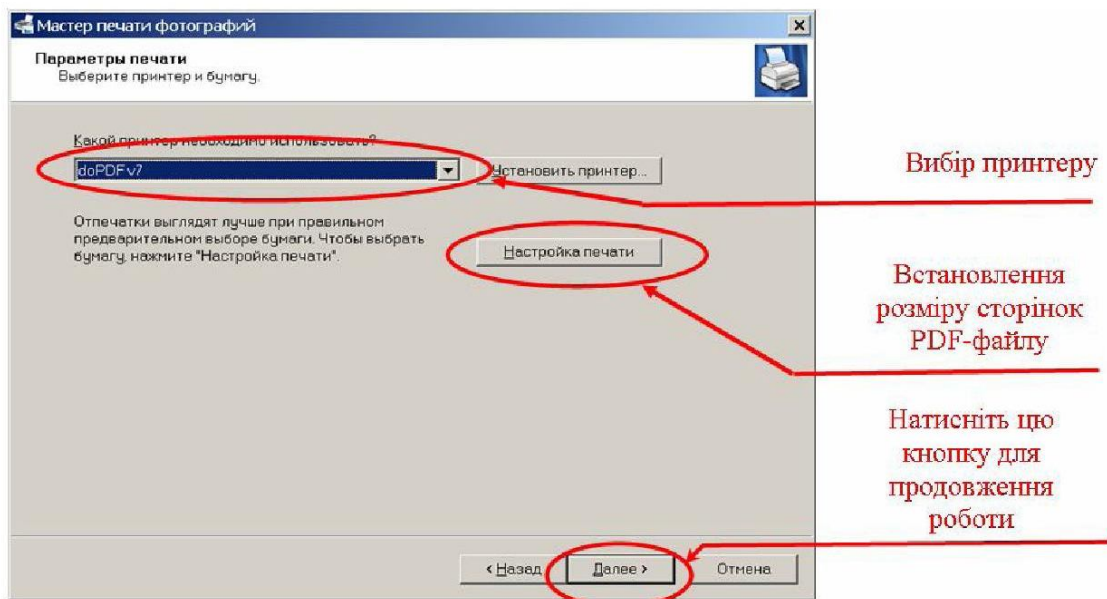 Мастер печати фотографий
Параметры печати
Выберите принтер и бумагу.
Какой принтер необходимо использовать?
doPDF v7
Установить принтер...
Отпечатки выглядят лучше при правильном
предварительном выборе бумаги. Чтобы выбрать
бумагу, нажмите "Настройка печати".
Настройка печати
< Назад
Далее >
Отмена
Вибір принтеру
Встановлення
розміру сторінок
PDF-файлу
Натисніть цю
кнопку для
продовження
роботи